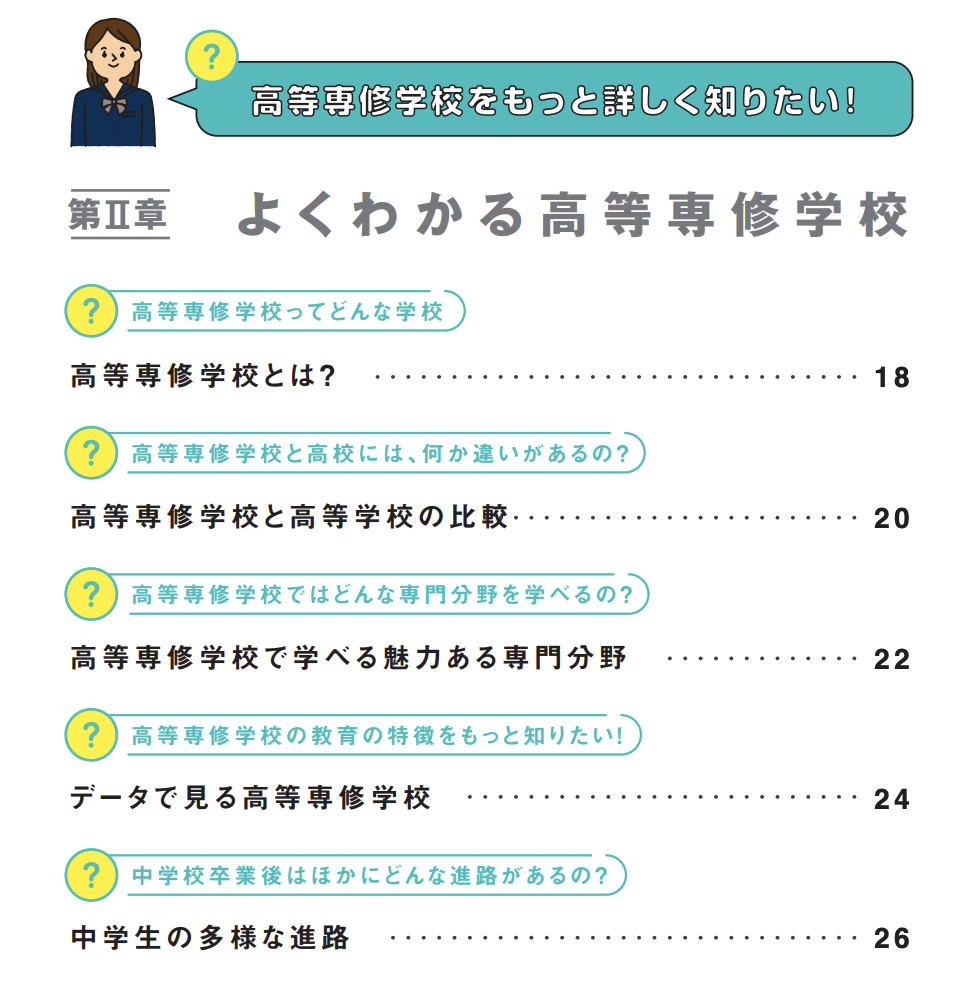 ?
高等専修学校をもっと詳しく知りたい!
第Ⅱ章 よくわかる高等専修学校
? 高等専修学校ってどんな学校
高等専修学校とは? ・・・・・・・・・・・・・・・・・・・・・・・・・・・・・・・ 18
? 高等専修学校と高校には、何か違いがあるの?
高等専修学校と高等学校の比較・・・・・・・・・・・・・・・・・・・・・・ 20
? 高等専修学校ではどんな専門分野を学べるの?
高等専修学校で学べる魅力ある専門分野 ・・・・・・・・・・・・ 22
? 高等専修学校の教育の特徴をもっと知りたい!
データで見る高等専修学校 ・・・・・・・・・・・・・・・・・・・・・・・・・ 24
? 中学校卒業後はほかにどんな進路があるの?
中学生の多様な進路 ・・・・・・・・・・・・・・・・・・・・・・・・・・・・・・ 26